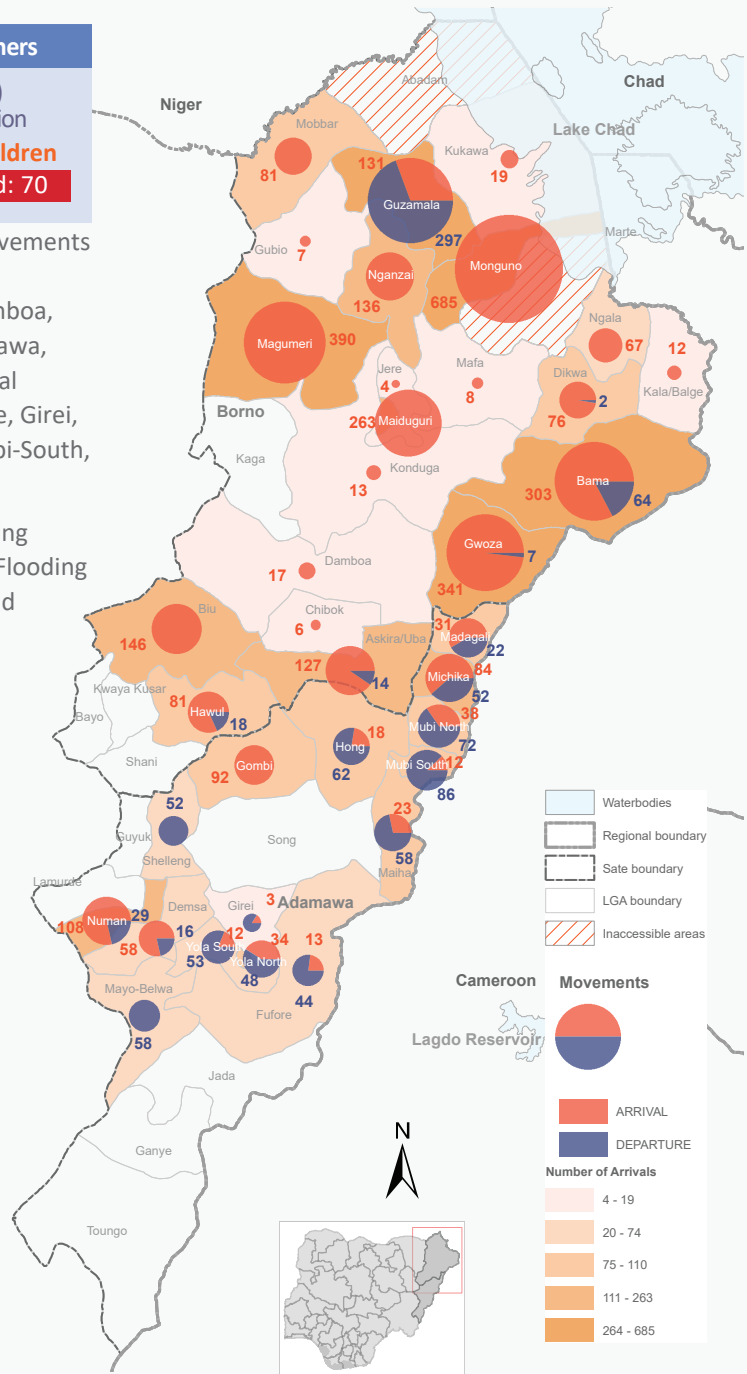 ners
)
ion
ldren
d: 70
vements
nboa,
awa,
al
e, Girei,
bi-South,
ng
Flooding
d
Niger
Chad
Lake Chad
Abadam
Mobbar
81
Kukawa
19
131
Guzamala
297
Marte
Gubio
7
Nganzai
136
Monguno
685
Magumeri
390
Ngala
67
12
Kala/Balge
Jere
4
Mafa
8
Dikwa
2
76
Borno
263
Maiduguri
Kaga
Konduga
13
Bama
303
64
Gwoza
7
341
Damboa
17
Chibok
6
Biu
146
Askira/Uba
127
14
31
Madagali
22
Michika
84
52
Kwaya Kusar
81
Hawul
18
Bayo
38
Mubi North
72
18
Hong
62
Mubi South
12
86
Shani
Gombi
92
52
Guyuk
Shelleng
Song
23
58
Maiha
Lamurde
Numan
29
108
Demsa
16
58
Girei
3
Adamawa
12
Yola South
53
34
Yola North
48
13
44
Mayo-Belwa
58
Fufore
Jada
Ganye
Toungo
Cameroon
Lagdo Reservoir
N
Waterbodies
Regional boundary
Sate boundary
LGA boundary
Inaccessible areas
Movements
ARRIVAL
DEPARTURE
Number of Arrivals
4 - 19
20 - 74
75 - 110
111 - 263
264 - 685